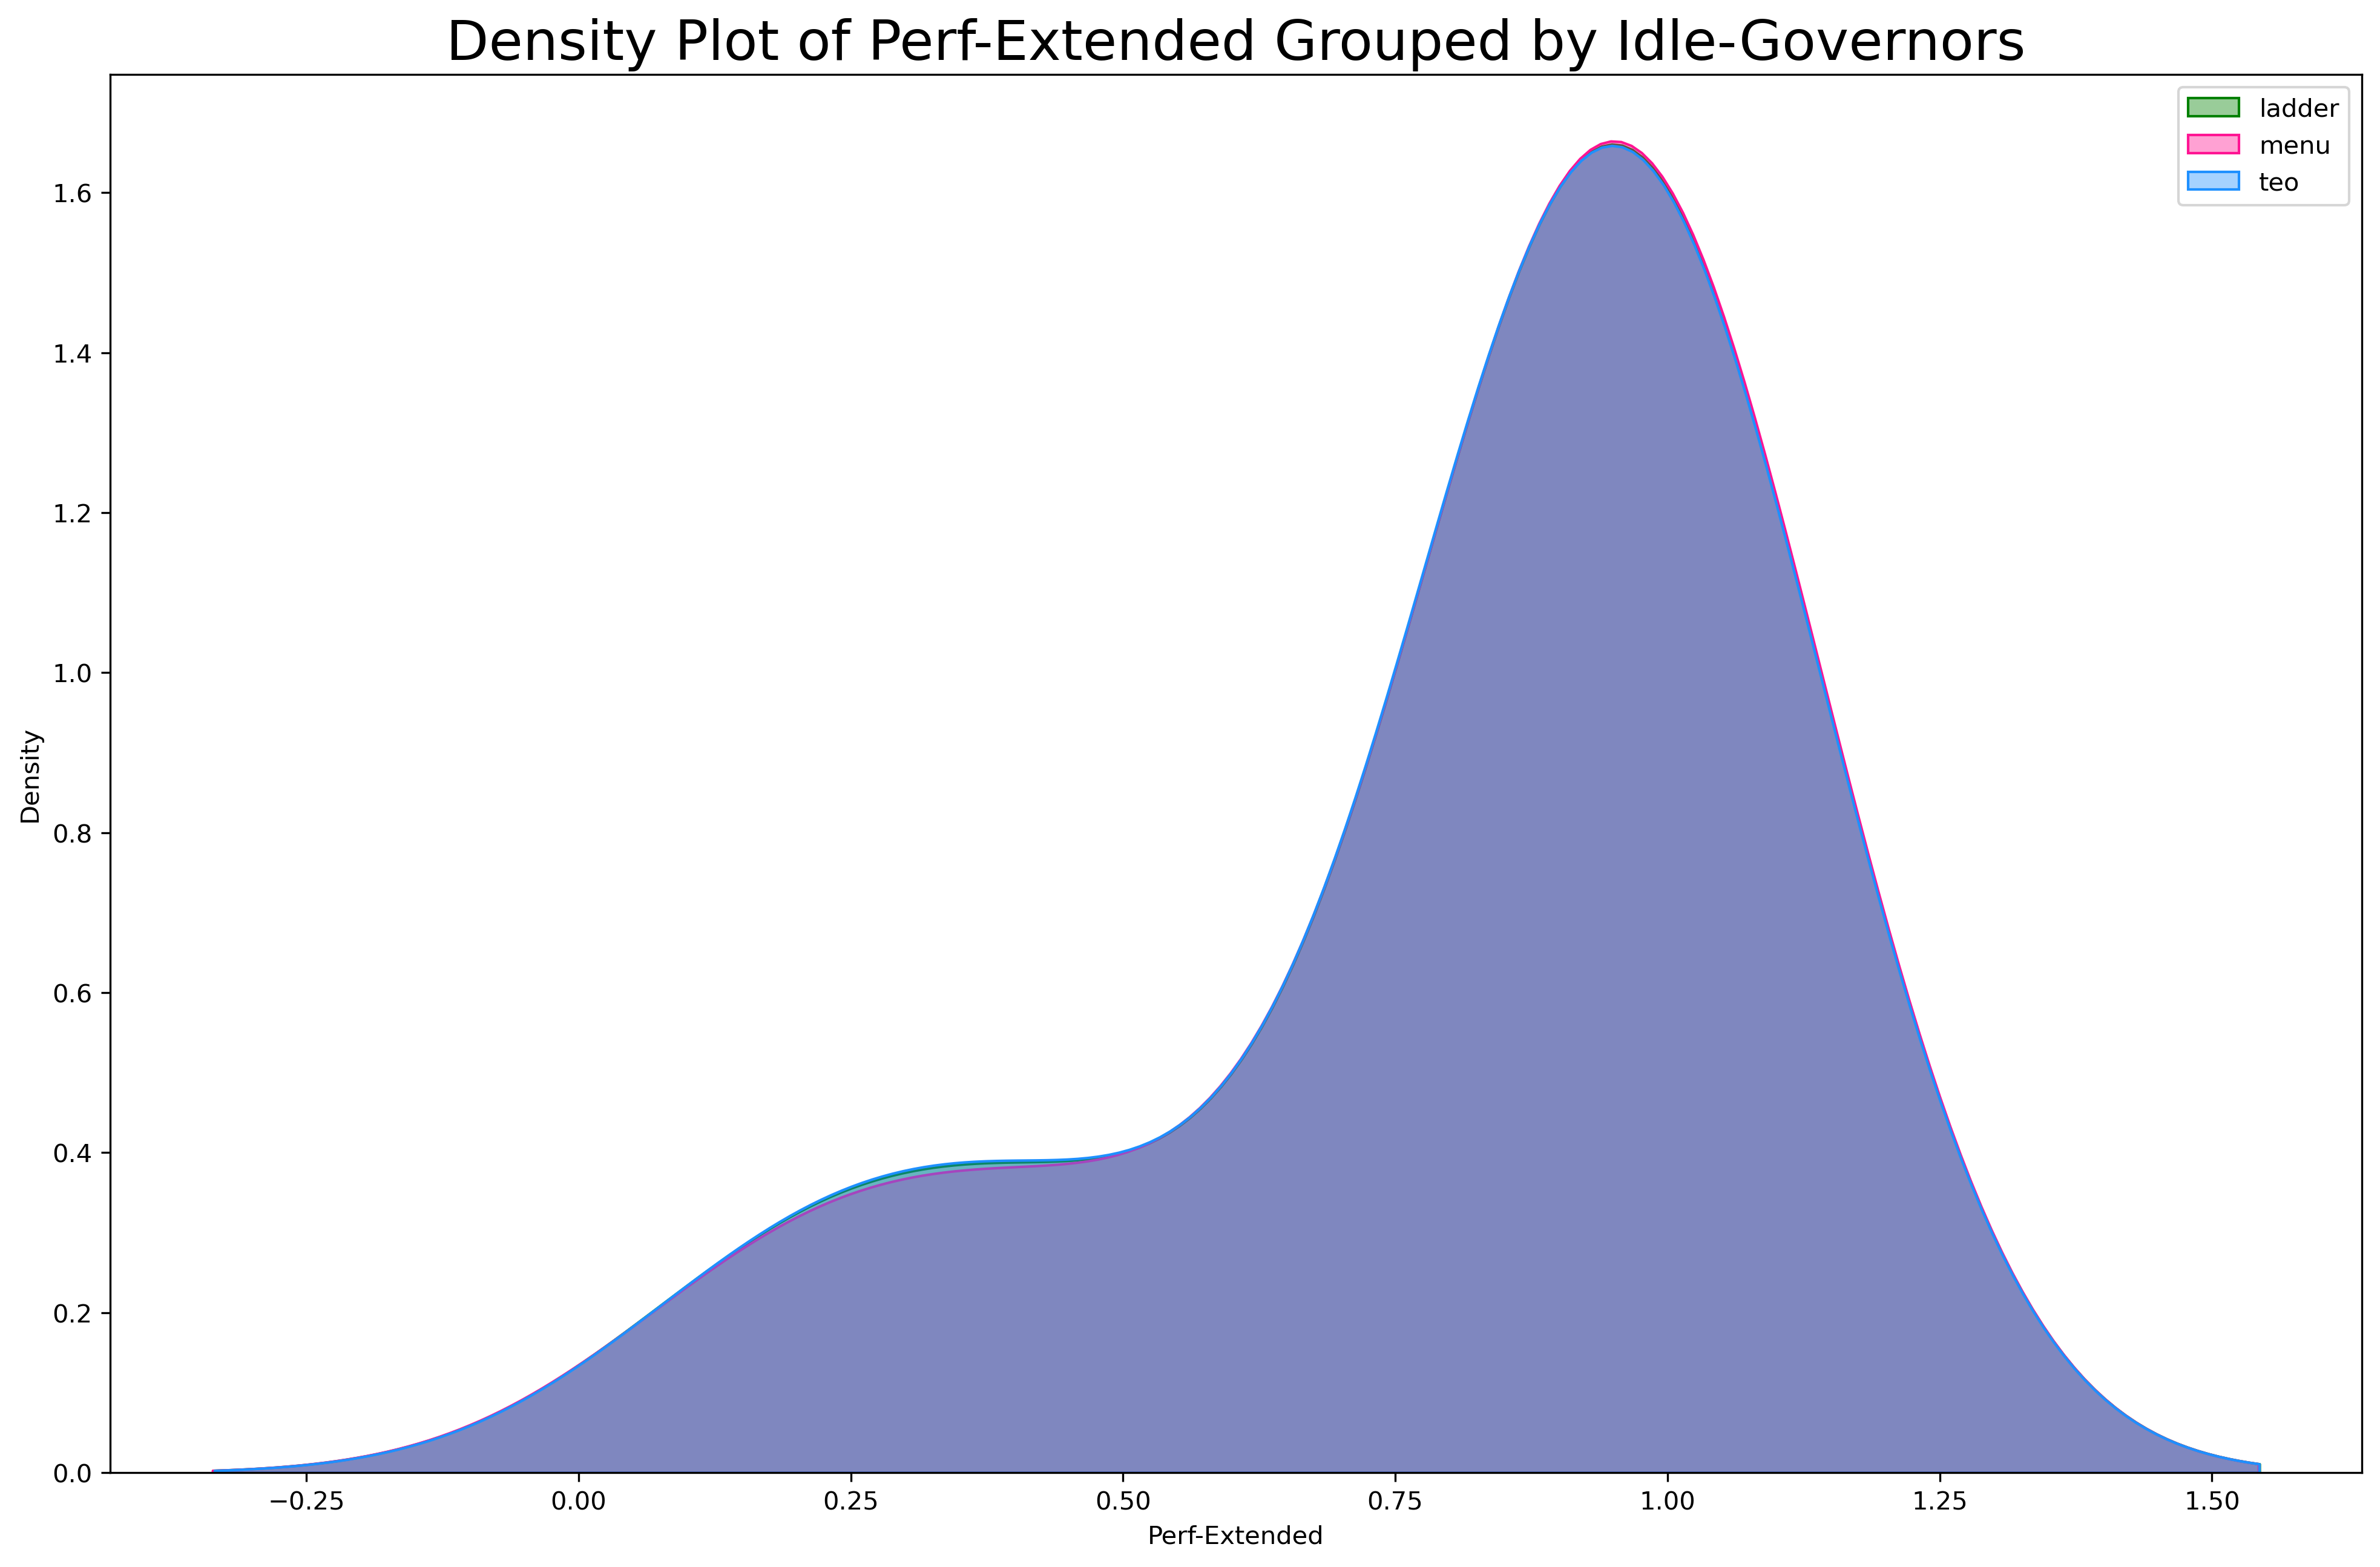 Density Plot of Perf-Extended Grouped by Idle-Governors
ladder
menu
teo
1.6
1.4
1.2
1.0
0.8
0.6
0.4
0.2
0.0
Density
−0.25
0.00
0.25
0.50
0.75
1.00
1.25
1.50
Perf-Extended